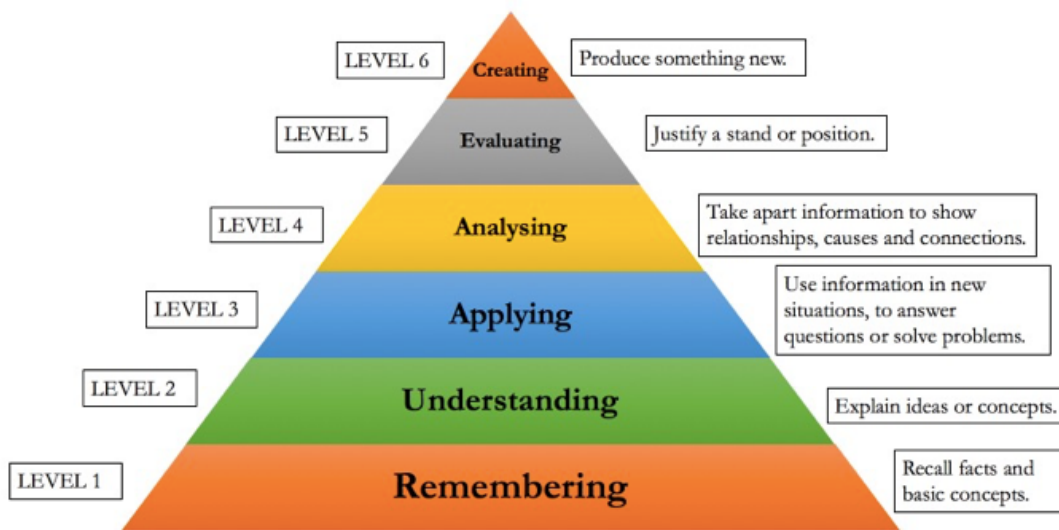 LEVEL 6
Creating
Produce something new.
LEVEL 5
Evaluating
Justify a stand or position.
LEVEL 4
Analysing
Take apart information to show
relationships, causes and connections.
LEVEL 3
Applying
Use information in new
situations, to answer
questions or solve problems.
LEVEL 2
Understanding
Explain ideas or concepts.
LEVEL 1
Remembering
Recall facts and
basic concepts.